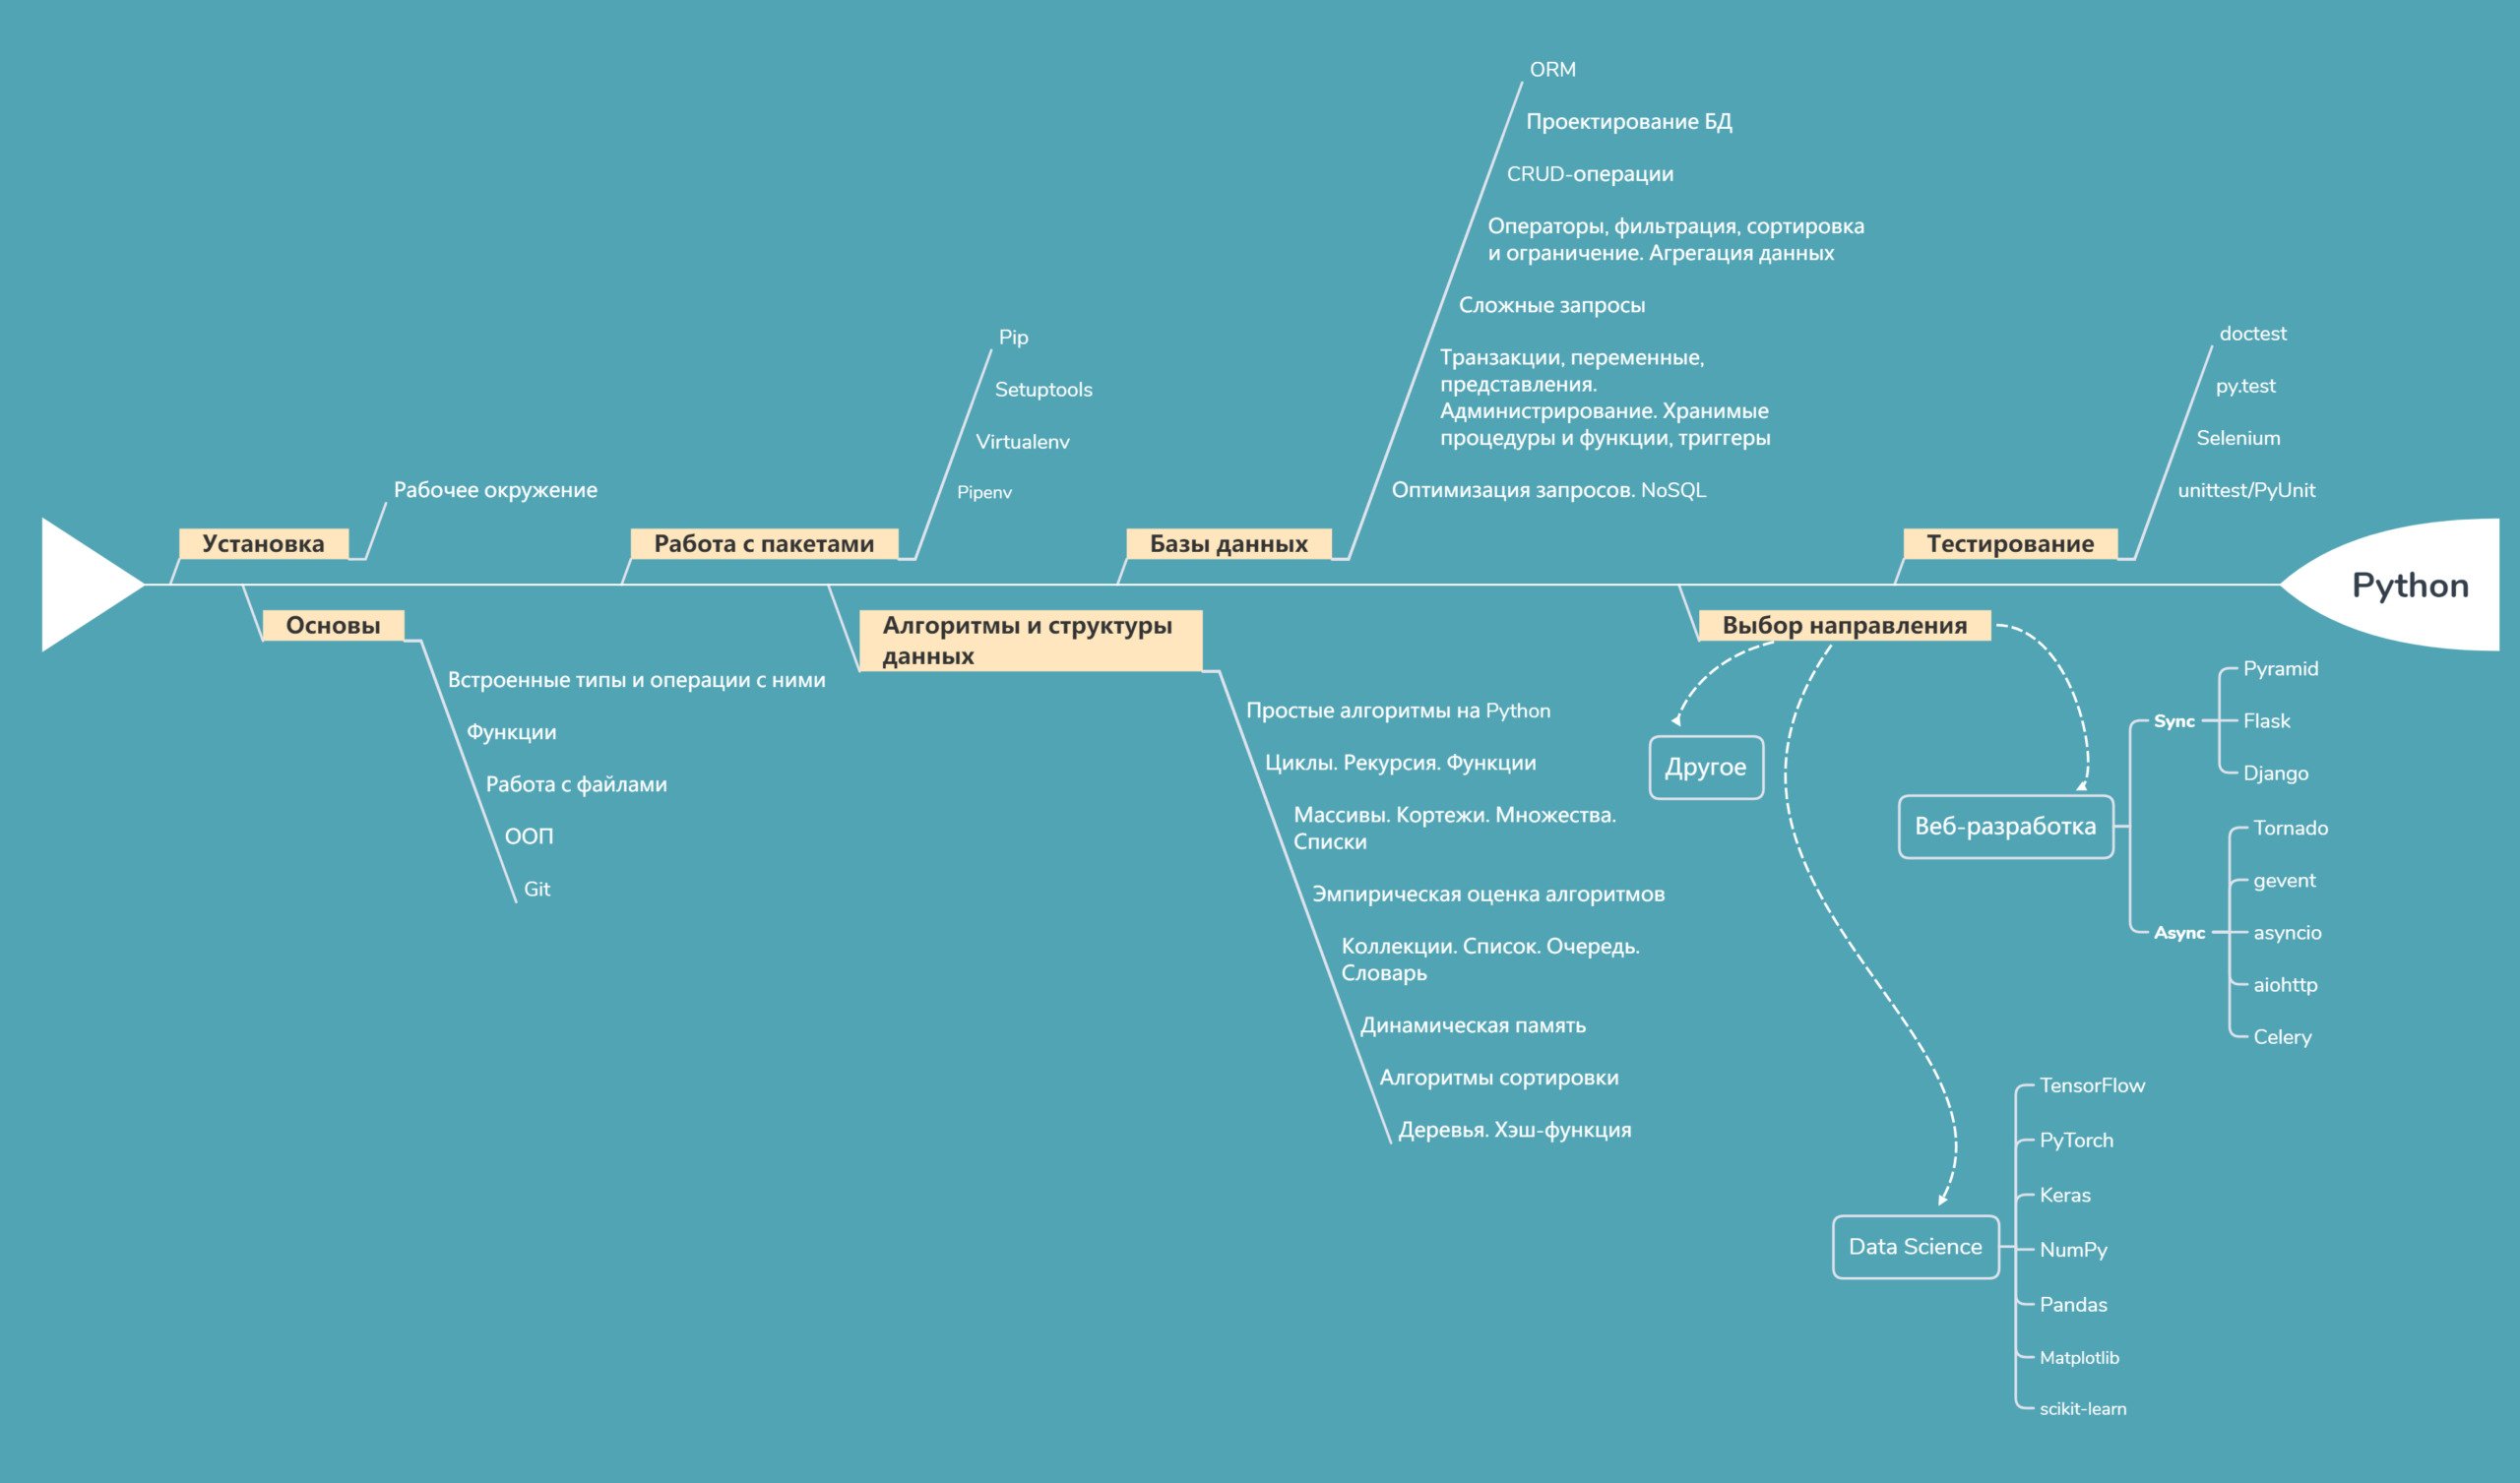 ORM
Проектирование БД
CRUD-операции
Операторы, фильтрация, сортировка
и ограничение. Агрегация данных
Сложные запросы
Транзакции, переменные,
представления.
Администрирование. Хранимые
процедуры и функции, триггеры
Оптимизация запросов. NoSQL
Pip
Setuptools
Virtualenv
Pipenv
doctest
py.test
Selenium
unittest/PyUnit
Рабочее окружение
Установка
Работа с пакетами
Базы данных
Тестирование
Python
Основы
Встроенные типы и операции с ними
Функции
Работа с файлами
ООП
Git
Алгоритмы и структуры
данных
Простые алгоритмы на Python
Циклы. Рекурсия. Функции
Массивы. Кортежи. Множества.
Списки
Эмпирическая оценка алгоритмов
Коллекции. Список. Очередь.
Словарь
Динамическая память
Алгоритмы сортировки
Деревья. Хэш-функция
Выбор направления
Другое
Веб-разработка
Sync
Pyramid
Flask
Django
Async
Tornado
gevent
asyncio
aiohttp
Celery
Data Science
TensorFlow
PyTorch
Keras
NumPy
Pandas
Matplotlib
scikit-learn